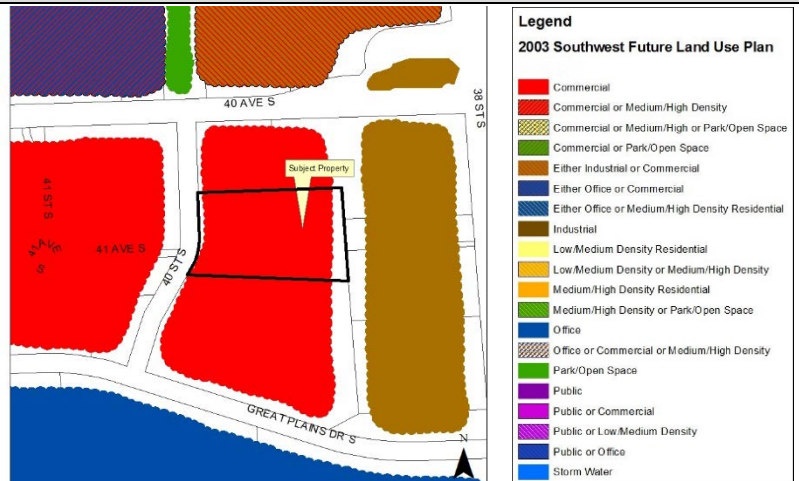 40 AVE S
38 ST S
Subject Property
41 ST S
41 AVE S
41 AVE
S
40 ST S
GREAT PLAINS DR S
N
Legend
2003 Southwest Future Land Use Plan
Commercial
Commercial or Medium/High Density
Commercial or Medium/High or Park/Open Space
Commercial or Park/Open Space
Either Industrial or Commercial
Either Office or Commercial
Either Office or Medium/High Density Residential
Industrial
Low/Medium Density Residential
Low/Medium Density or Medium/High Density
Medium/High Density Residential
Medium/High Density or Park/Open Space
Office
Office or Commercial or Medium/High Density
Park/Open Space
Public
Public or Commercial
Public or Low/Medium Density
Public or Office
Storm Water